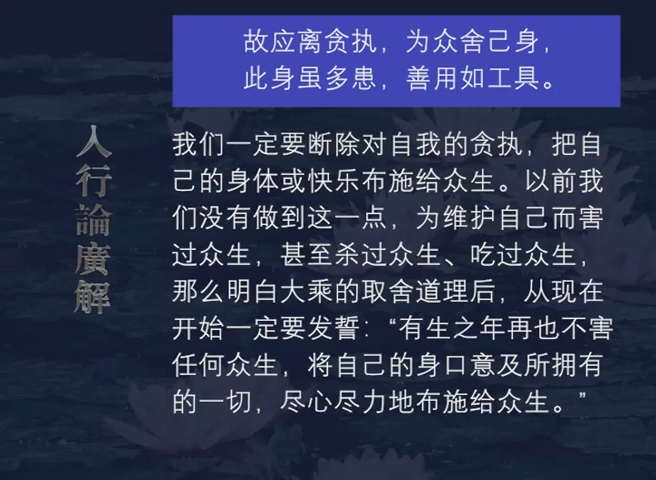 故应离贪执，为众舍己身，
此身虽多患，善用如工具。
入行論廣解
我们一定要断除对自我的贪执，把自
己的身体或快乐布施给众生。以前我
们没有做到这一点，为维护自己而害
过众生，甚至杀过众生、吃过众生，
那么明白大乘的取舍道理后，从现在
开始一定要发誓：“有生之年再也不害
任何众生，将自己的身口意及所拥有
的一切，尽心尽力地布施给众生。”